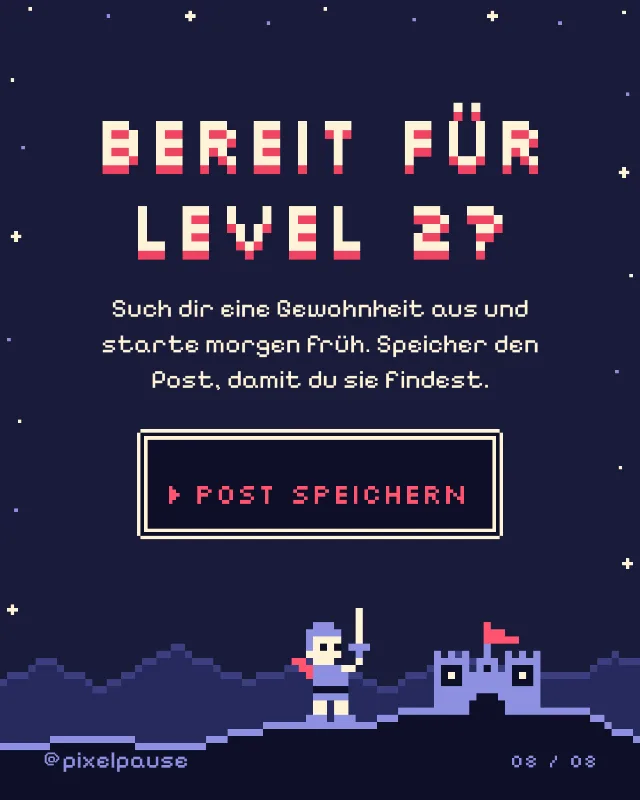 BEREIT FÜR
LEVEL 2?
Such dir eine Gewohnheit aus und
starte morgen früh. Speicher den
Post, damit du sie findest.
▶ POST SPEICHERN
@pixelpause
08 / 08